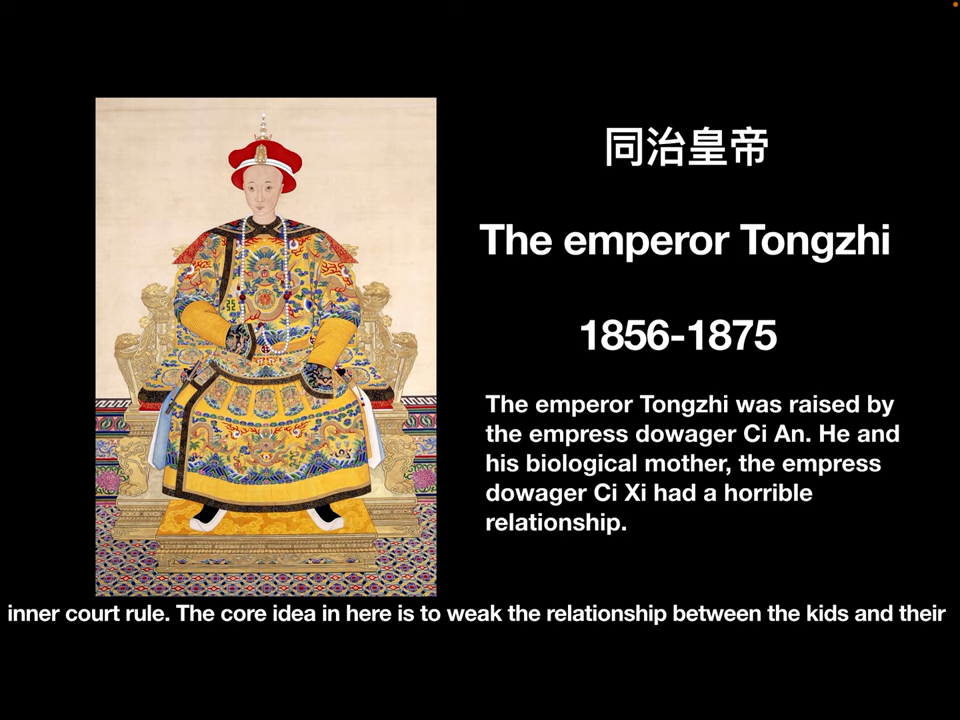 同治皇帝
The emperor Tongzhi
1856-1875
The emperor Tongzhi was raised by
the empress dowager Ci An. He and
his biological mother, the empress
dowager Ci Xi had a horrible
relationship.
inner court rule. The core idea in here is to weak the relationship between the kids and their